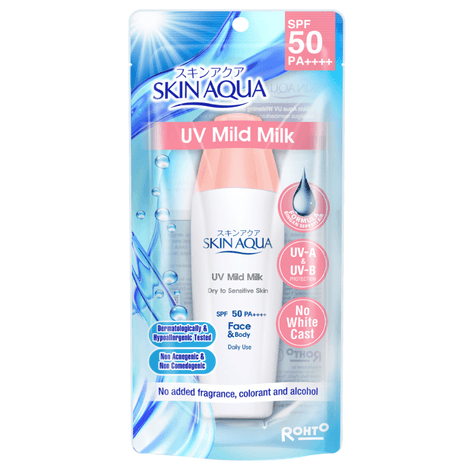 SPF
50
PA++++
スキンアクア
SKIN AQUA
UV Mild Milk
スキンアクア
SKIN AQUA
UV Mild Milk
Dry to Sensitive Skin
SPF 50 PA++++
Face
& Body
Daily Use
UV-A
& UV-B
PROTECTION
No
White
Cast
Dermatologically &
Hypoallergenic Tested
Non Acnegenic &
Non Comedogenic
No added fragrance, colorant and alcohol
ROHTO